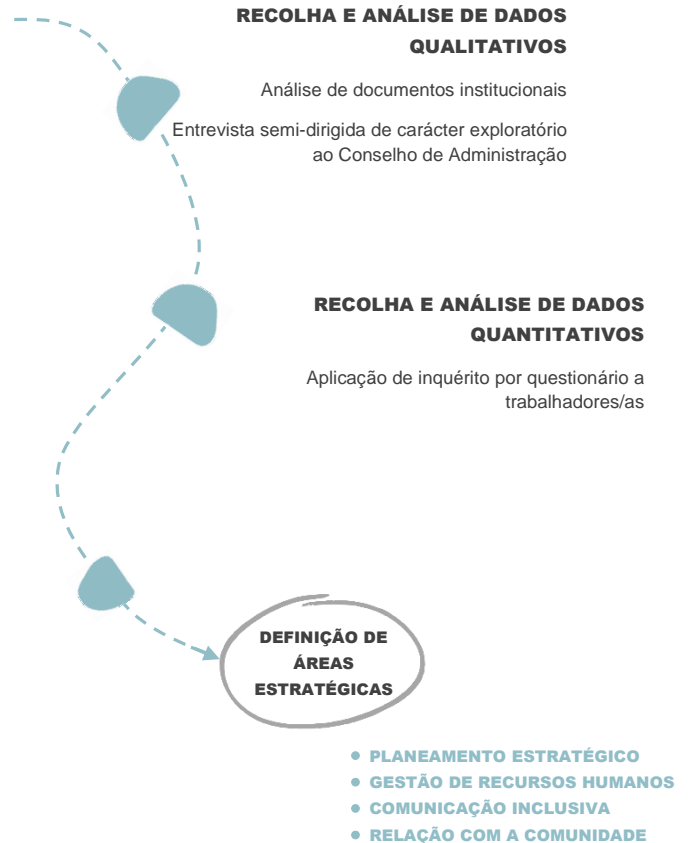 RECOLHA E ANÁLISE DE DADOS
QUALITATIVOS
Análise de documentos institucionais
Entrevista semi-dirigida de carácter exploratório
ao Conselho de Administração
RECOLHA E ANÁLISE DE DADOS
QUANTITATIVOS
Aplicação de inquérito por questionário a
trabalhadores/as
DEFINIÇÃO DE
ÁREAS
ESTRATÉGICAS
• PLANEAMENTO ESTRATÉGICO
• GESTÃO DE RECURSOS HUMANOS
• COMUNICAÇÃO INCLUSIVA
• RELAÇÃO COM A COMUNIDADE